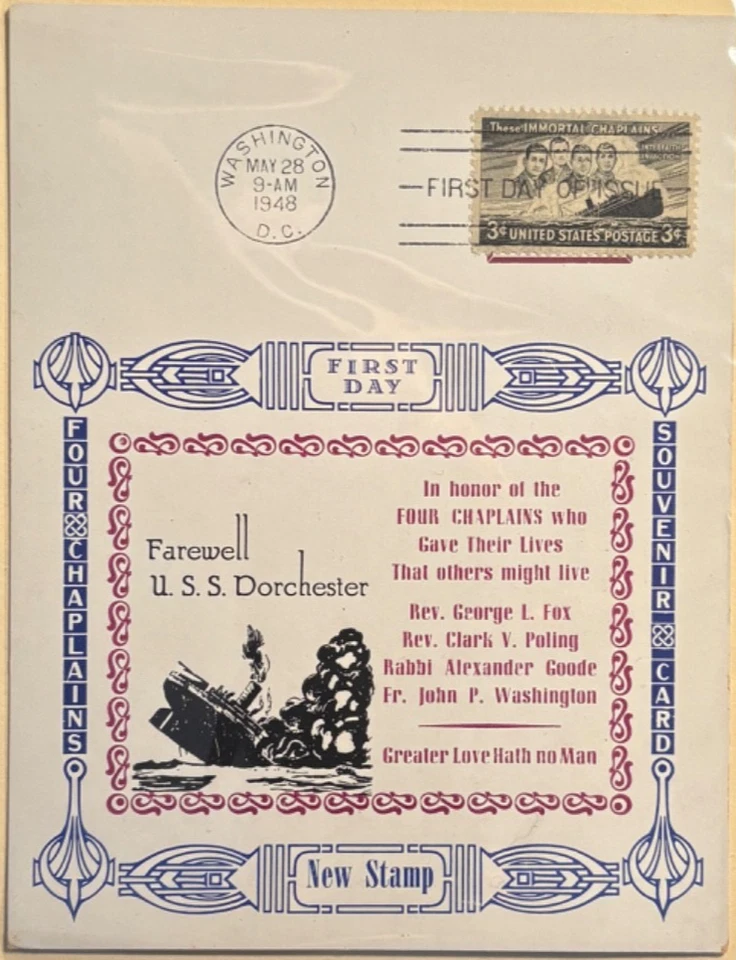 WASHINGTON
MAY 28
9-AM
1948
D.C.
These IMMORTAL CHAPLAINS...
INTERFAITH
IN ACTION
FIRST DAY OF ISSUE
3¢ UNITED STATES POSTAGE 3¢
FIRST
DAY
FOUR CHAPLAINS
SOUVENIR CARD
Farewell
U. S. S. Dorchester
In honor of the
FOUR CHAPLAINS who
Gave Their Lives
That others might live
Rev. George L. Fox
Rev. Clark V. Poling
Rabbi Alexander Goode
Fr. John P. Washington
Greater Love Hath no Man
New Stamp